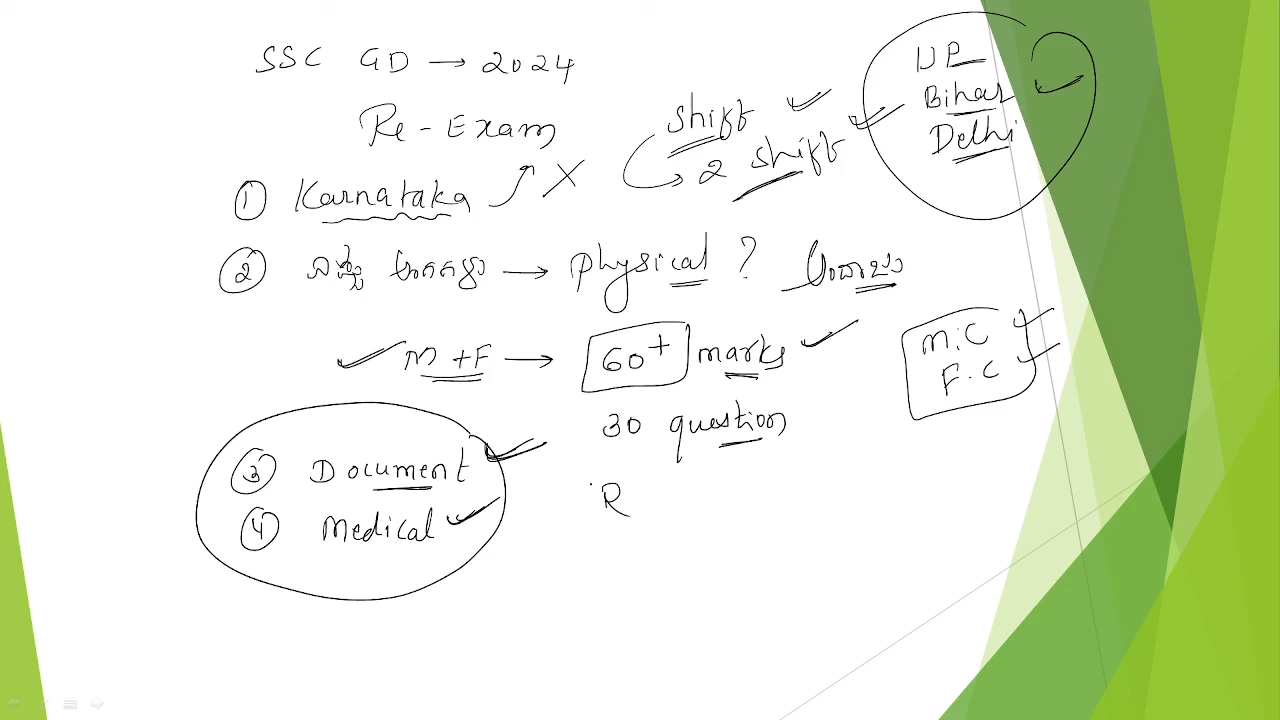 SSC GD → 2024
Re-Exam
shift
2 shift
UP
Bihar
Delhi
① Karnataka
② → physical ?
M+F → 60+ marks
M.C
F.C
30 question
③ Document
④ Medical
R